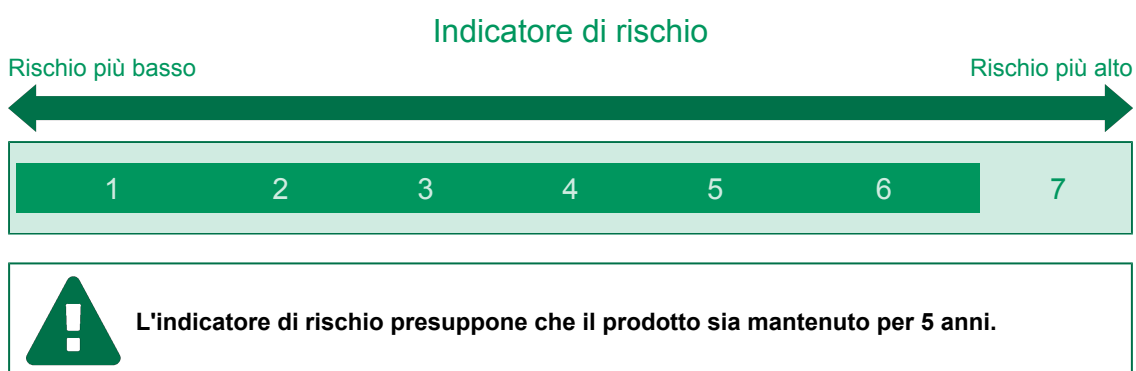 Indicatore di rischio
Rischio più basso Rischio più alto
1 2 3 4 5 6 7
L'indicatore di rischio presuppone che il prodotto sia mantenuto per 5 anni.